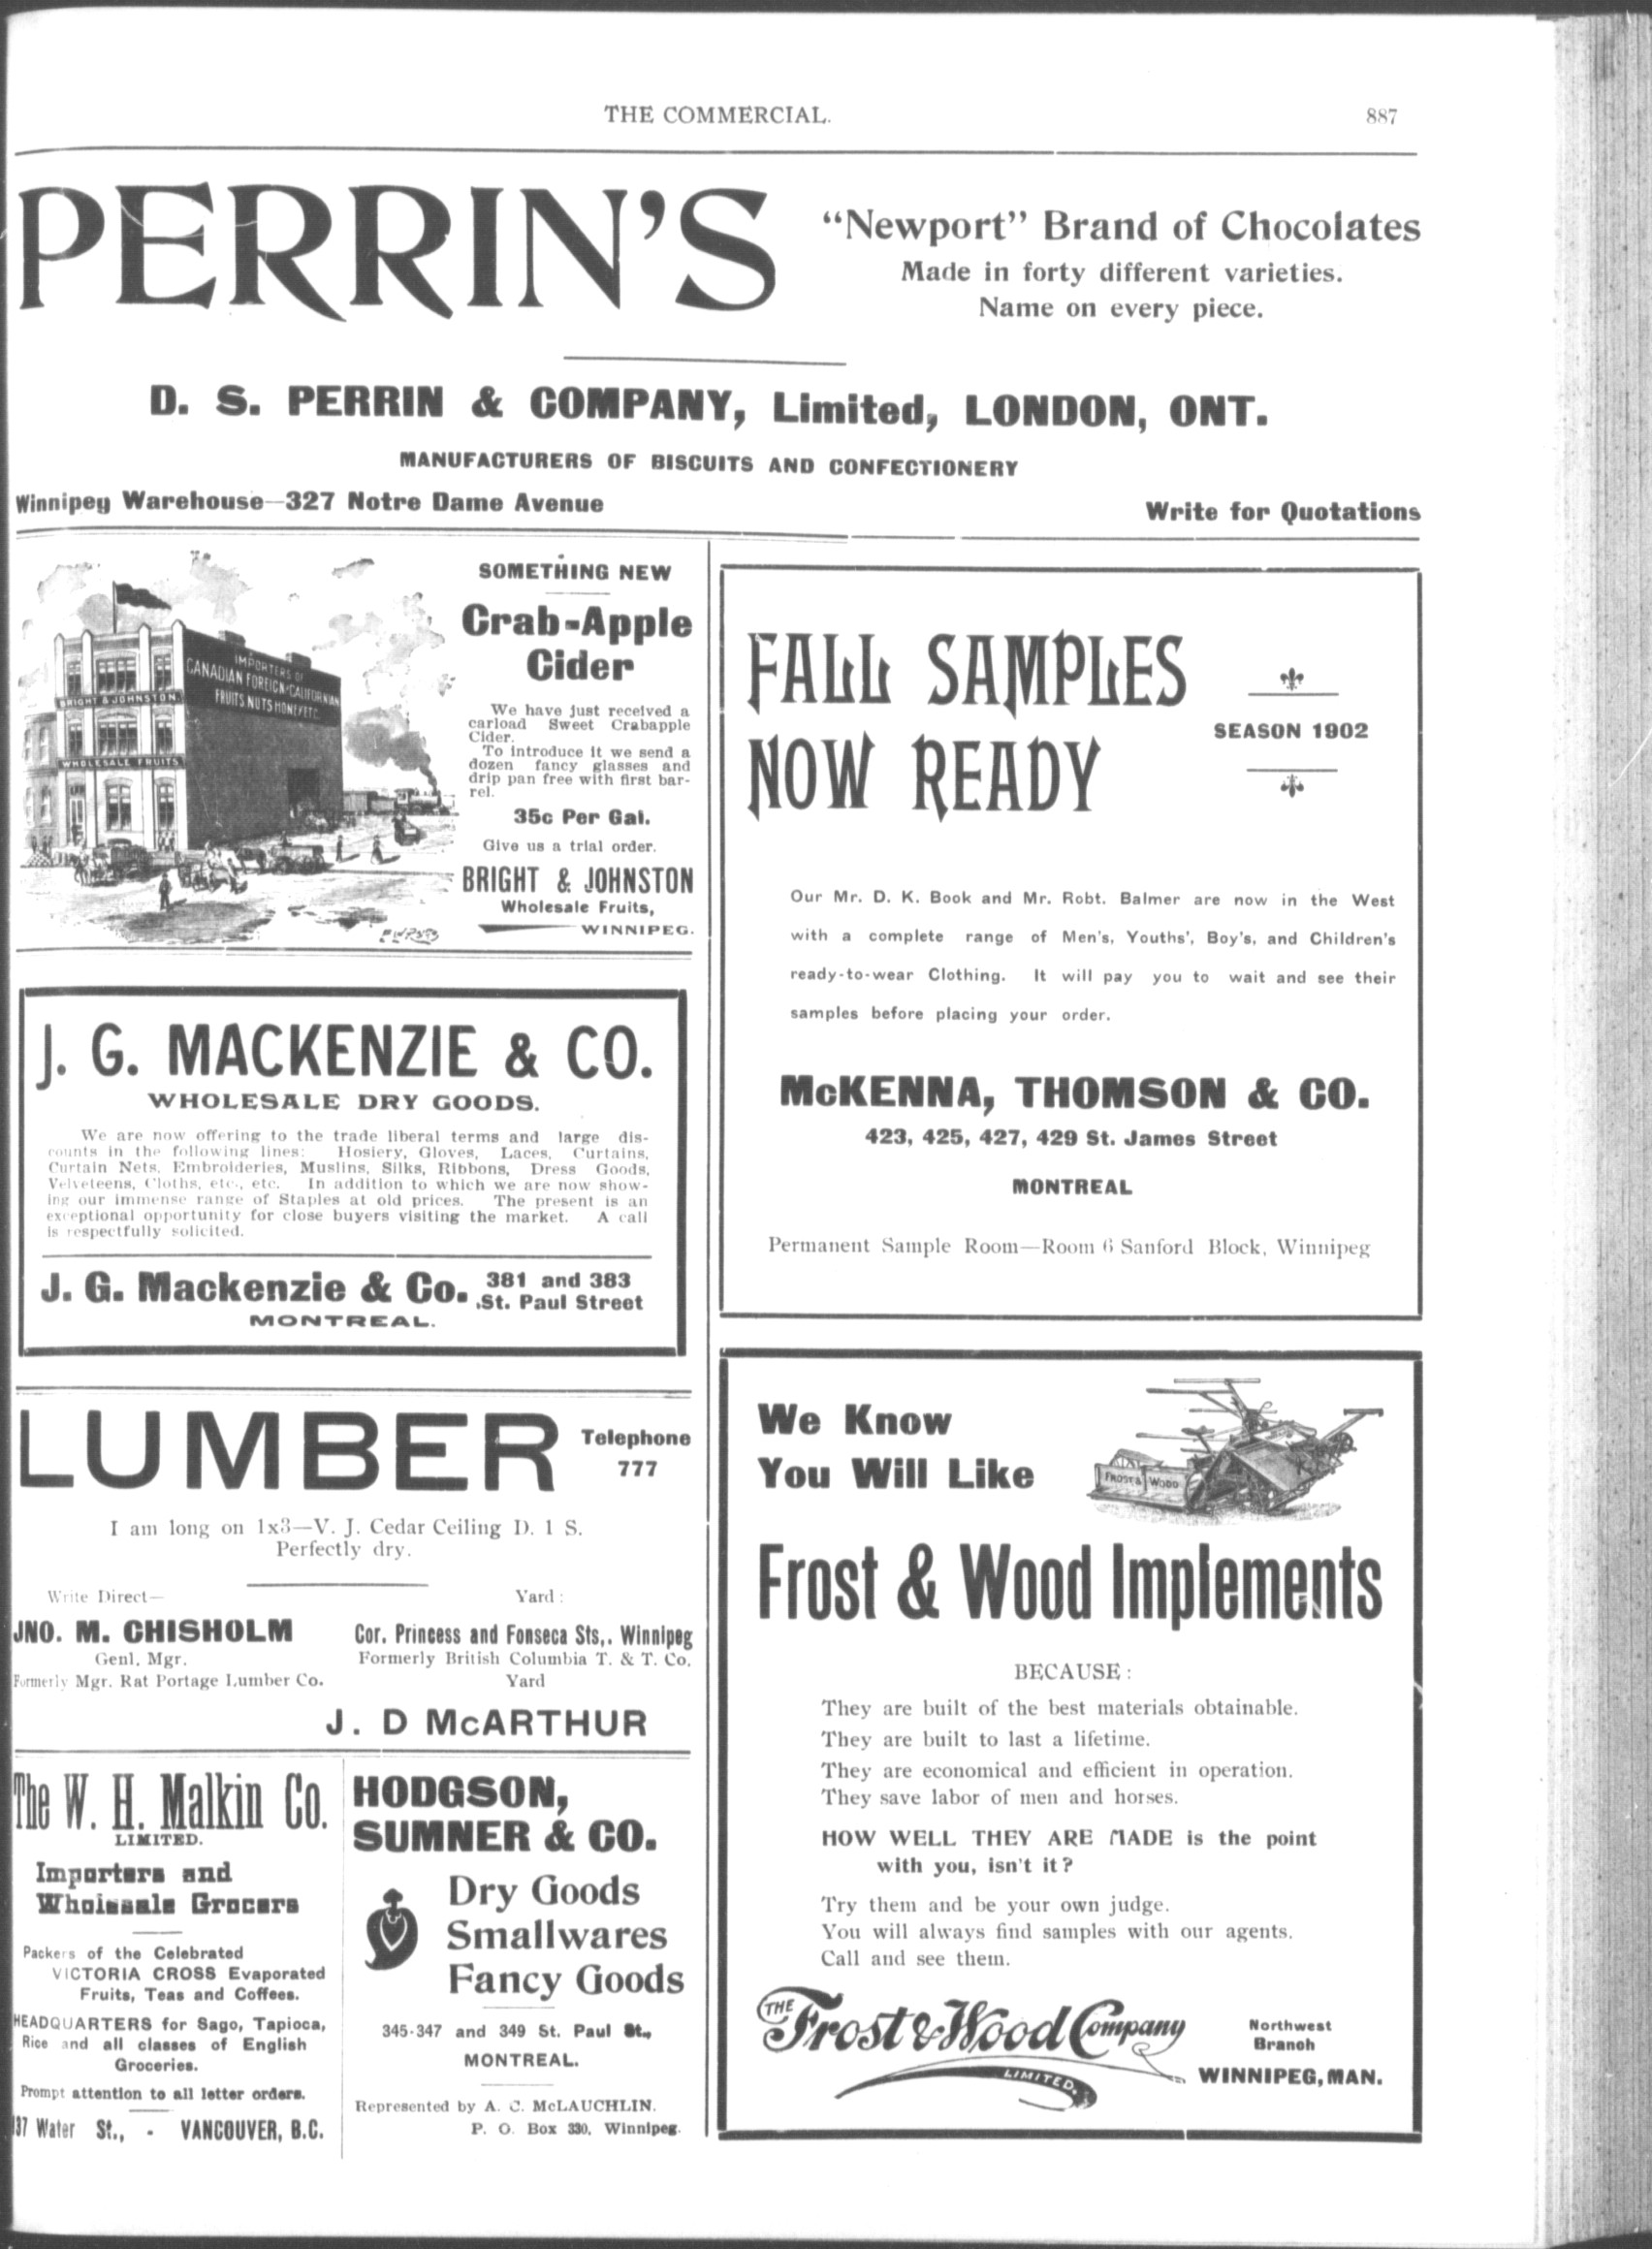 THE COMMERCIAL.
887
PERRIN'S
“Newport” Brand of Chocolates
Made in forty different varieties.
Name on every piece.
D. S. PERRIN & COMPANY, Limited, LONDON, ONT.
MANUFACTURERS OF BISCUITS AND CONFECTIONERY
Winnipeg Warehouse—327 Notre Dame Avenue
Write for Quotations
IMPORTERS OF
CANADIAN FOREIGN & CALIFORNIAN
FRUITS, NUTS HONEY ETC.
BRIGHT & JOHNSTON.
WHOLESALE FRUITS
SOMETHING NEW
Crab-Apple
Cider
We have just received a
carload Sweet Crabapple
Cider.
To introduce it we send a
dozen fancy glasses and
drip pan free with first bar-
rel.
35c Per Gal.
Give us a trial order.
BRIGHT & JOHNSTON
Wholesale Fruits,
WINNIPEG.
J. G. MACKENZIE & CO.
WHOLESALE DRY GOODS.
We are now offering to the trade liberal terms and large dis-
counts in the following lines: Hosiery, Gloves, Laces, Curtains,
Curtain Nets, Embroideries, Muslins, Silks, Ribbons, Dress Goods,
Velveteens, Cloths, etc., etc. In addition to which we are now show-
ing our immense range of Staples at old prices. The present is an
exceptional opportunity for close buyers visiting the market. A call
is respectfully solicited.
J. G. Mackenzie & Co. 381 and 383
St. Paul Street
MONTREAL.
LUMBER
Telephone
777
I am long on 1x3—V. J. Cedar Ceiling D. 1 S.
Perfectly dry.
Write Direct—
JNO. M. CHISHOLM
Genl. Mgr.
Formerly Mgr. Rat Portage Lumber Co.
Yard:
Cor. Princess and Fonseca Sts,. Winnipeg
Formerly British Columbia T. & T. Co.
Yard
J. D McARTHUR
The W. H. Malkin Co.
LIMITED.
Importers and
Wholesale Grocers
Packers of the Celebrated
VICTORIA CROSS Evaporated
Fruits, Teas and Coffees.
HEADQUARTERS for Sago, Tapioca,
Rice and all classes of English
Groceries.
Prompt attention to all letter orders.
137 Water St., - VANCOUVER, B.C.
HODGSON,
SUMNER & CO.
Dry Goods
Smallwares
Fancy Goods
345-347 and 349 St. Paul St.,
MONTREAL.
Represented by A. C. McLAUCHLIN.
P. O. Box 330, Winnipeg.
FALL SAMPLES
NOW READY
SEASON 1902
Our Mr. D. K. Book and Mr. Robt. Balmer are now in the West
with a complete range of Men's, Youths', Boy's, and Children's
ready-to-wear Clothing. It will pay you to wait and see their
samples before placing your order.
McKENNA, THOMSON & CO.
423, 425, 427, 429 St. James Street
MONTREAL
Permanent Sample Room—Room 6 Sanford Block, Winnipeg
We Know
You Will Like
FROST & WOOD
Frost & Wood Implements
BECAUSE:
They are built of the best materials obtainable.
They are built to last a lifetime.
They are economical and efficient in operation.
They save labor of men and horses.
HOW WELL THEY ARE MADE is the point
with you, isn't it?
Try them and be your own judge.
You will always find samples with our agents.
Call and see them.
THE Frost & Wood Company
LIMITED.
Northwest
Branch
WINNIPEG, MAN.